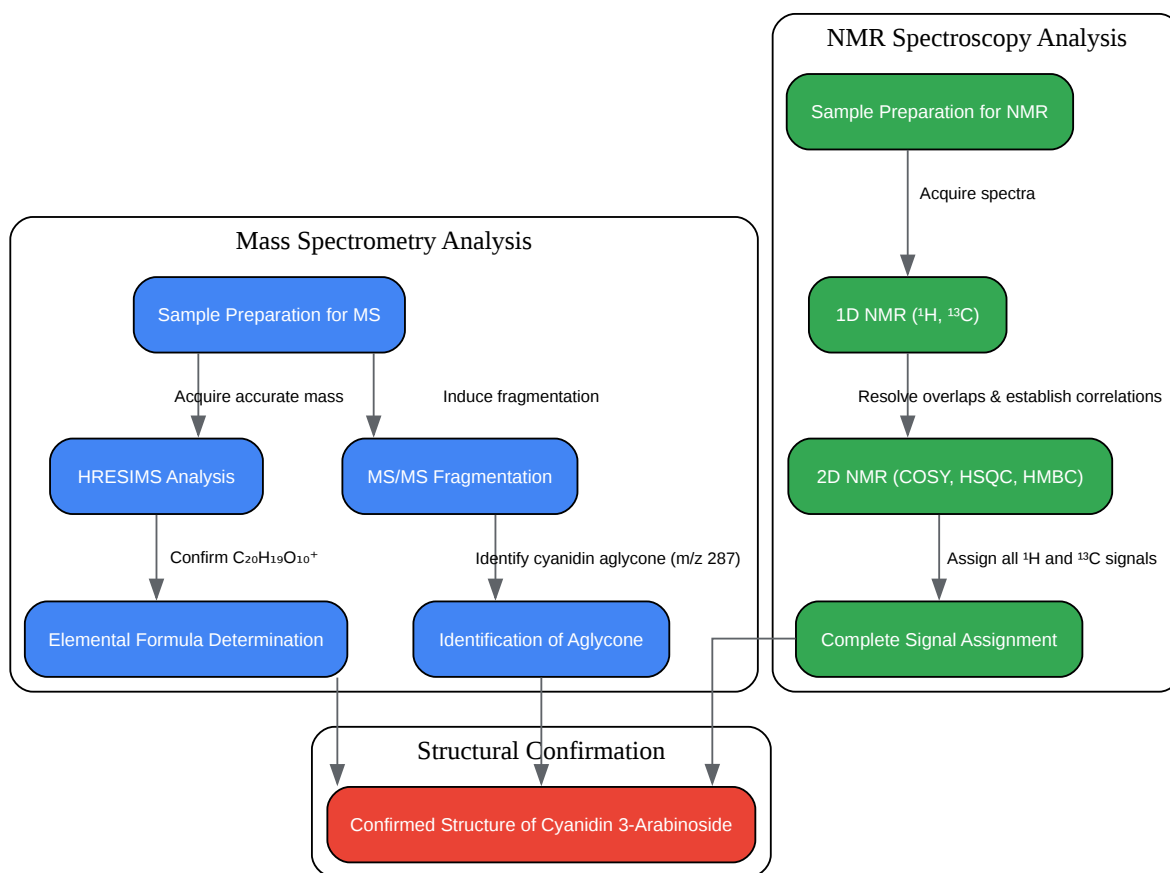 NMR Spectroscopy Analysis
Sample Preparation for NMR
Acquire spectra
1D NMR (¹H, ¹³C)
Resolve overlaps & establish correlations
2D NMR (COSY, HSQC, HMBC)
Assign all ¹H and ¹³C signals
Complete Signal Assignment
Mass Spectrometry Analysis
Sample Preparation for MS
Acquire accurate mass
Induce fragmentation
HRESIMS Analysis
MS/MS Fragmentation
Confirm C₂₀H₁₉O₁₀⁺
Identify cyanidin aglycone (m/z 287)
Elemental Formula Determination
Identification of Aglycone
Structural Confirmation
Confirmed Structure of Cyanidin 3-Arabinoside